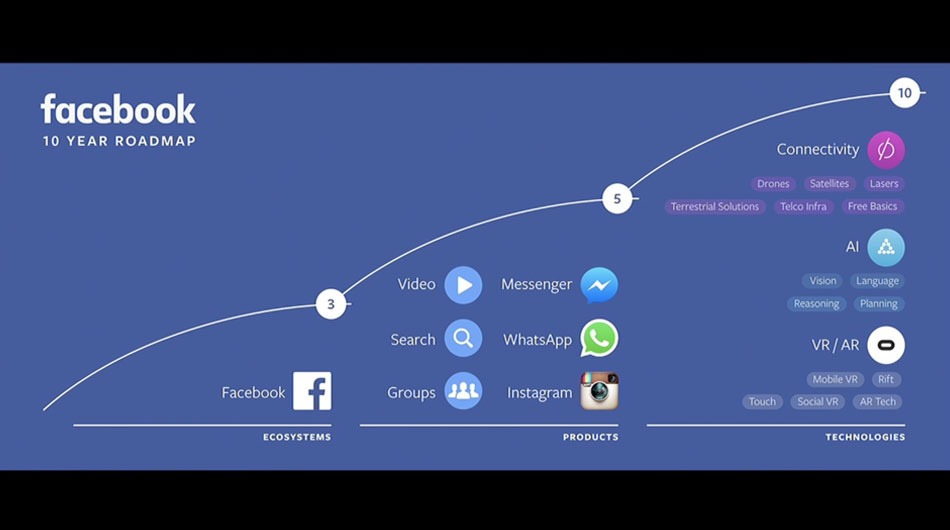 facebook
10 YEAR ROADMAP
3
5
10
Facebook
ECOSYSTEMS
Video
Messenger
Search
WhatsApp
Groups
Instagram
PRODUCTS
Connectivity
Drones Satellites Lasers
Terrestrial Solutions Telco Infra Free Basics
AI
Vision Language
Reasoning Planning
VR / AR
Mobile VR Rift
Touch Social VR AR Tech
TECHNOLOGIES